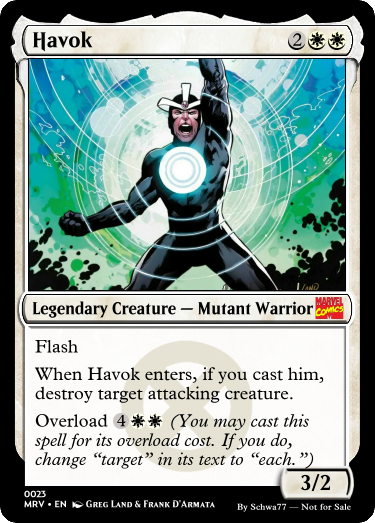 Havok 2
Legendary Creature — Mutant Warrior MARVEL COMICS
Flash
When Havok enters, if you cast him,
destroy target attacking creature.
Overload 4 (You may cast this
spell for its overload cost. If you do,
change “target” in its text to “each.”)
3/2
0023
MRV • EN Greg Land & Frank D'Armata
By Schwa77 — Not for Sale